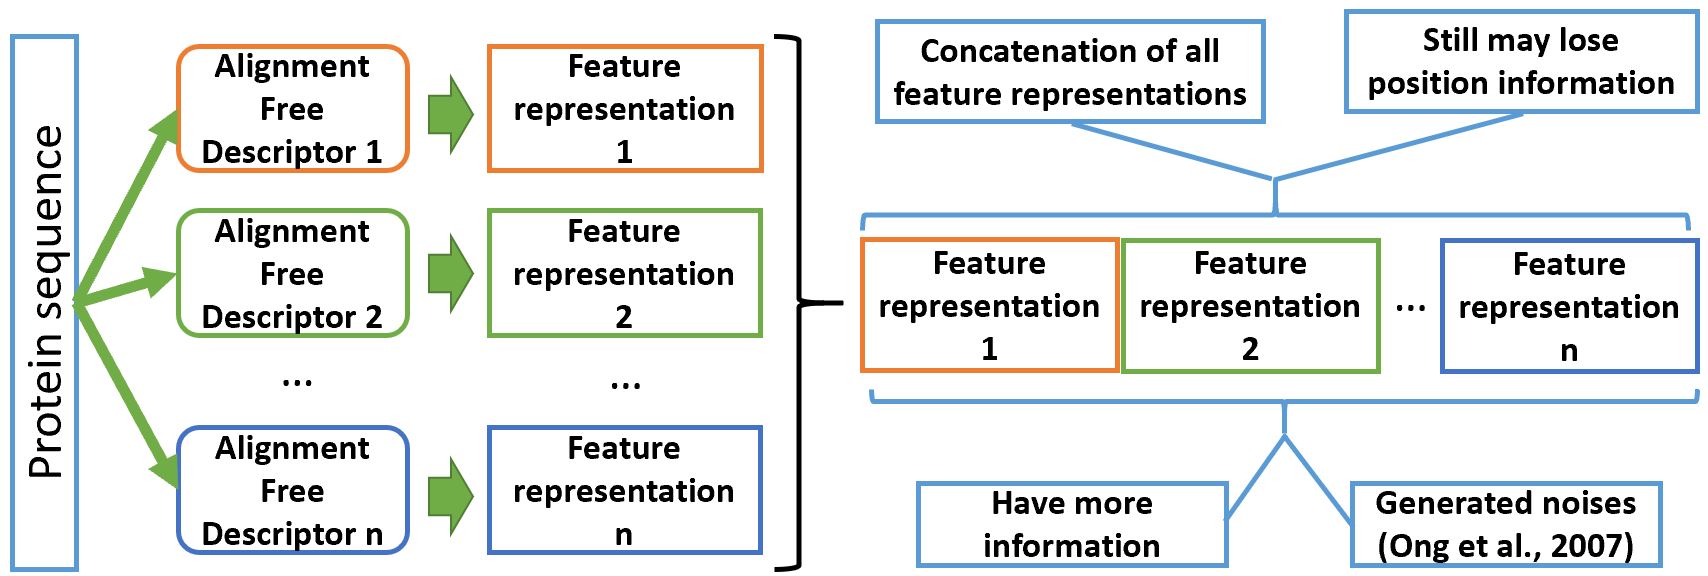 Protein sequence
Alignment
Free
Descriptor 1
Feature
representation
1
Alignment
Free
Descriptor 2
Feature
representation
2
...
...
Alignment
Free
Descriptor n
Feature
representation
n
Concatenation of all
feature representations
Still may lose
position information
Feature
representation
1
Feature
representation
2
...
Feature
representation
n
Have more
information
Generated noises
(Ong et al., 2007)